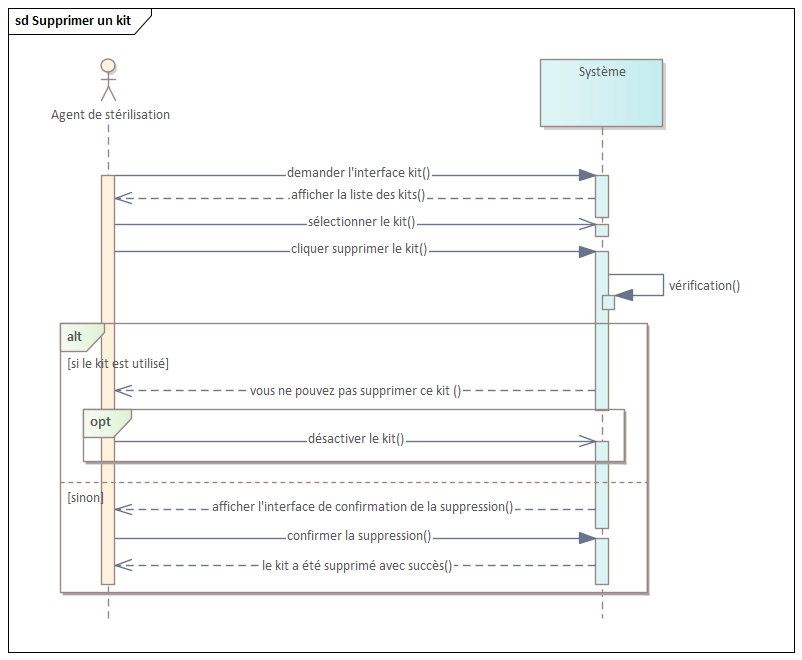 sd Supprimer un kit
Agent de stérilisation
Système
demander l'interface kit()
afficher la liste des kits()
sélectionner le kit()
cliquer supprimer le kit()
vérification()
alt
[si le kit est utilisé]
vous ne pouvez pas supprimer ce kit ()
opt
désactiver le kit()
[sinon]
afficher l'interface de confirmation de la suppression()
confirmer la suppression()
le kit a été supprimé avec succès()